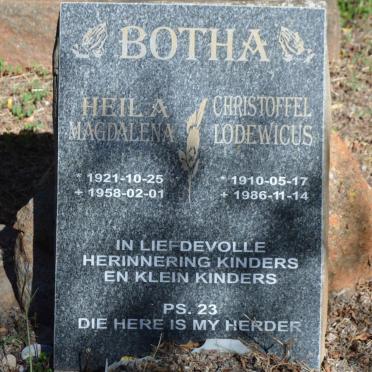 BOTHA
HEILA
MAGDALENA
* 1921-10-25
+ 1958-02-01
CHRISTOFFEL
LODEWICUS
* 1910-05-17
+ 1986-11-14
IN LIEFDEVOLLE
HERINNERING KINDERS
EN KLEIN KINDERS
PS. 23
DIE HERE IS MY HERDER